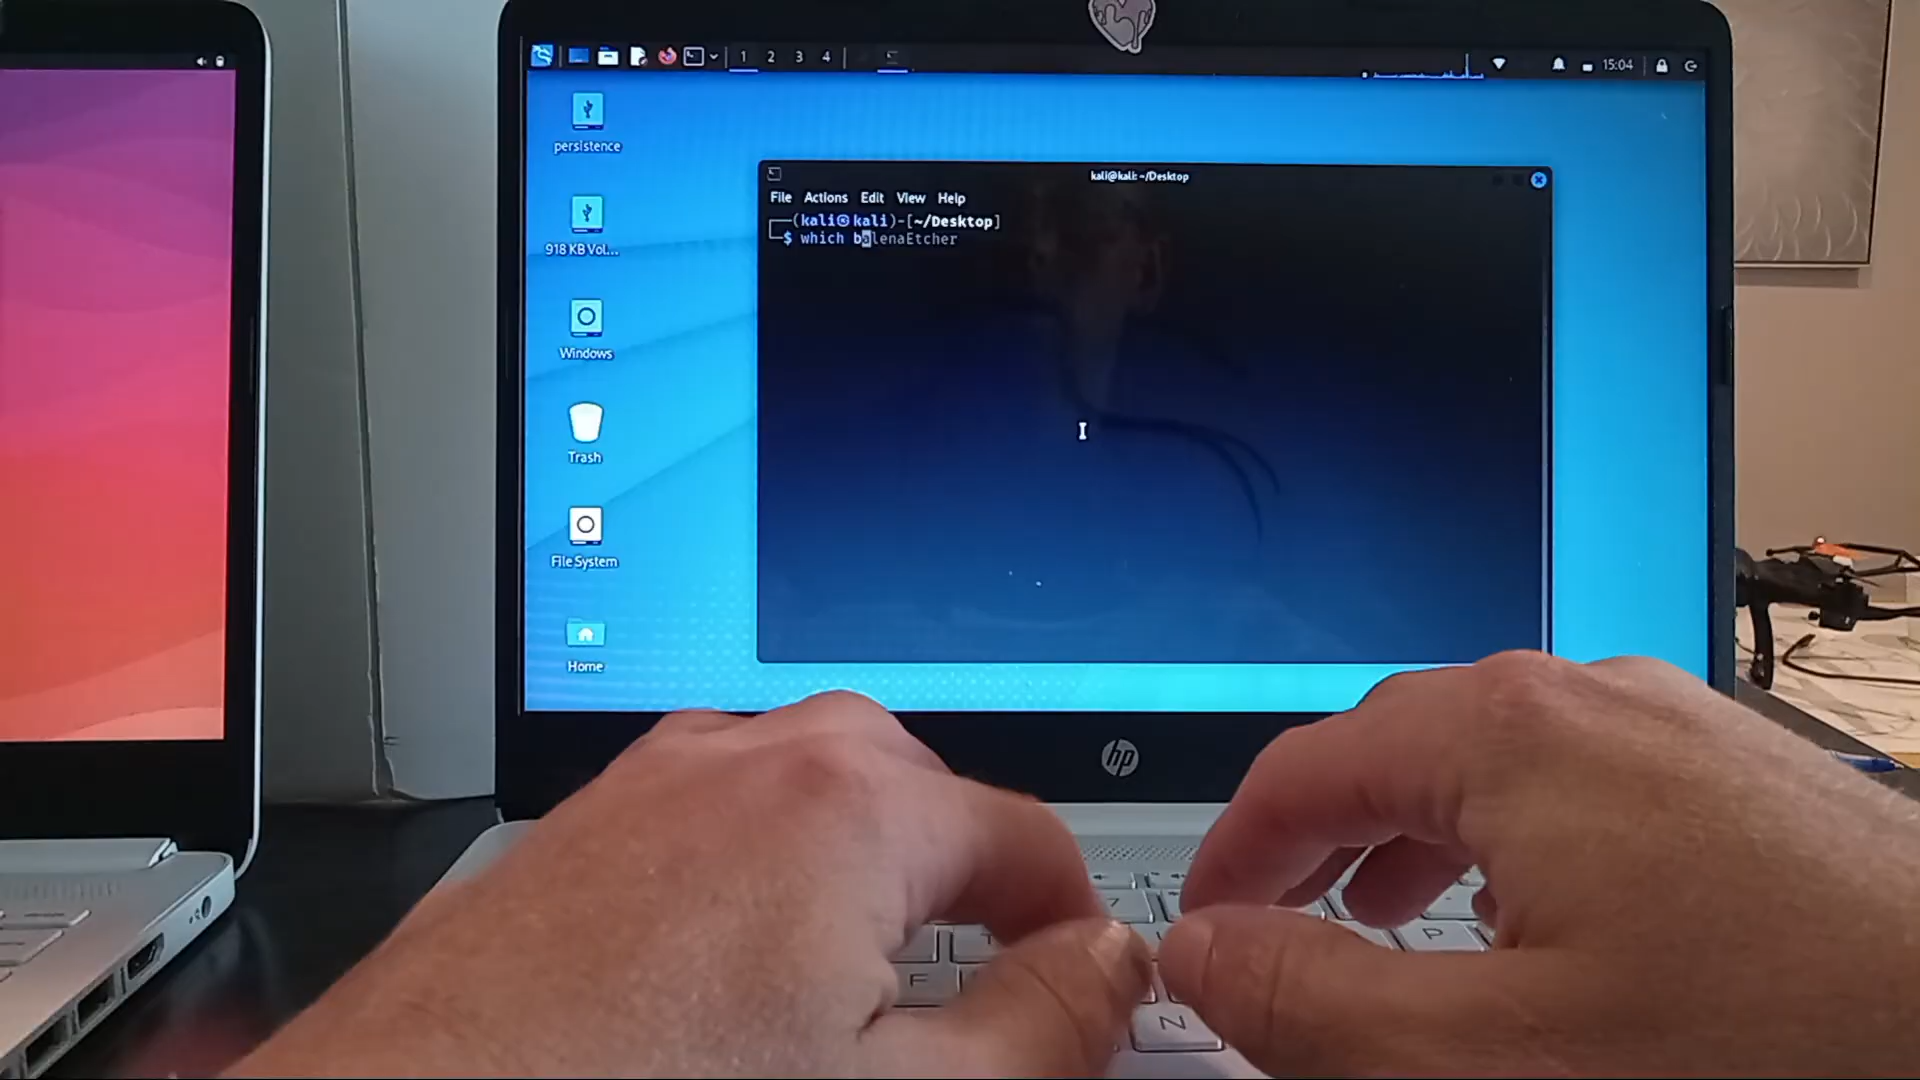 1 2 3 4
15:04
persistence
918 KB Vol...
Windows
Trash
File System
Home
kali@kali: ~/Desktop
File Actions Edit View Help
(kali㉿kali)-[~/Desktop]
$ which balenaEtcher
hp
7
P
F
N